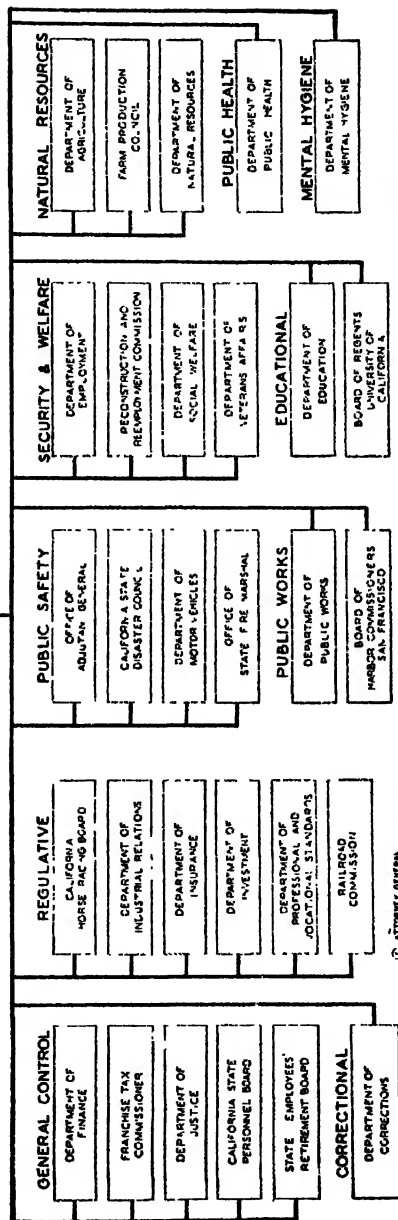 GENERAL CONTROL
DEPARTMENT OF
FINANCE
FRANCHISE TAX
COMMISSIONER
DEPARTMENT OF
JUSTICE
CALIFORNIA STATE
PERSONNEL BOARD
STATE EMPLOYEES'
RETIREMENT BOARD
CORRECTIONAL
DEPARTMENT OF
CORRECTIONS
REGULATIVE
CALIFORNIA
HORSE RACING BOARD
DEPARTMENT OF
INDUSTRIAL RELATIONS
DEPARTMENT OF
INSURANCE
DEPARTMENT OF
INVESTMENT
DEPARTMENT OF
PROFESSIONAL AND
VOCATIONAL STANDARDS
RAILROAD
COMMISSION
ATTORNEY GENERAL
PUBLIC SAFETY
OFFICE OF
ADJUTANT GENERAL
CALIFORNIA STATE
DISASTER COUNCIL
DEPARTMENT OF
MOTOR VEHICLES
OFFICE OF
STATE FIRE MARSHAL
PUBLIC WORKS
DEPARTMENT OF
PUBLIC WORKS
BOARD OF
HARBOR COMMISSIONERS
SAN FRANCISCO
SECURITY & WELFARE
DEPARTMENT OF
EMPLOYMENT
RECONSTRUCTION AND
REEMPLOYMENT COMMISSION
DEPARTMENT OF
SOCIAL WELFARE
DEPARTMENT OF
VETERANS AFFAIRS
EDUCATIONAL
DEPARTMENT OF
EDUCATION
BOARD OF REGENTS
UNIVERSITY OF
CALIFORNIA
NATURAL RESOURCES
DEPARTMENT OF
AGRICULTURE
FARM PRODUCTION
COUNCIL
DEPARTMENT OF
NATURAL RESOURCES
PUBLIC HEALTH
DEPARTMENT OF
PUBLIC HEALTH
MENTAL HYGIENE
DEPARTMENT OF
MENTAL HYGIENE